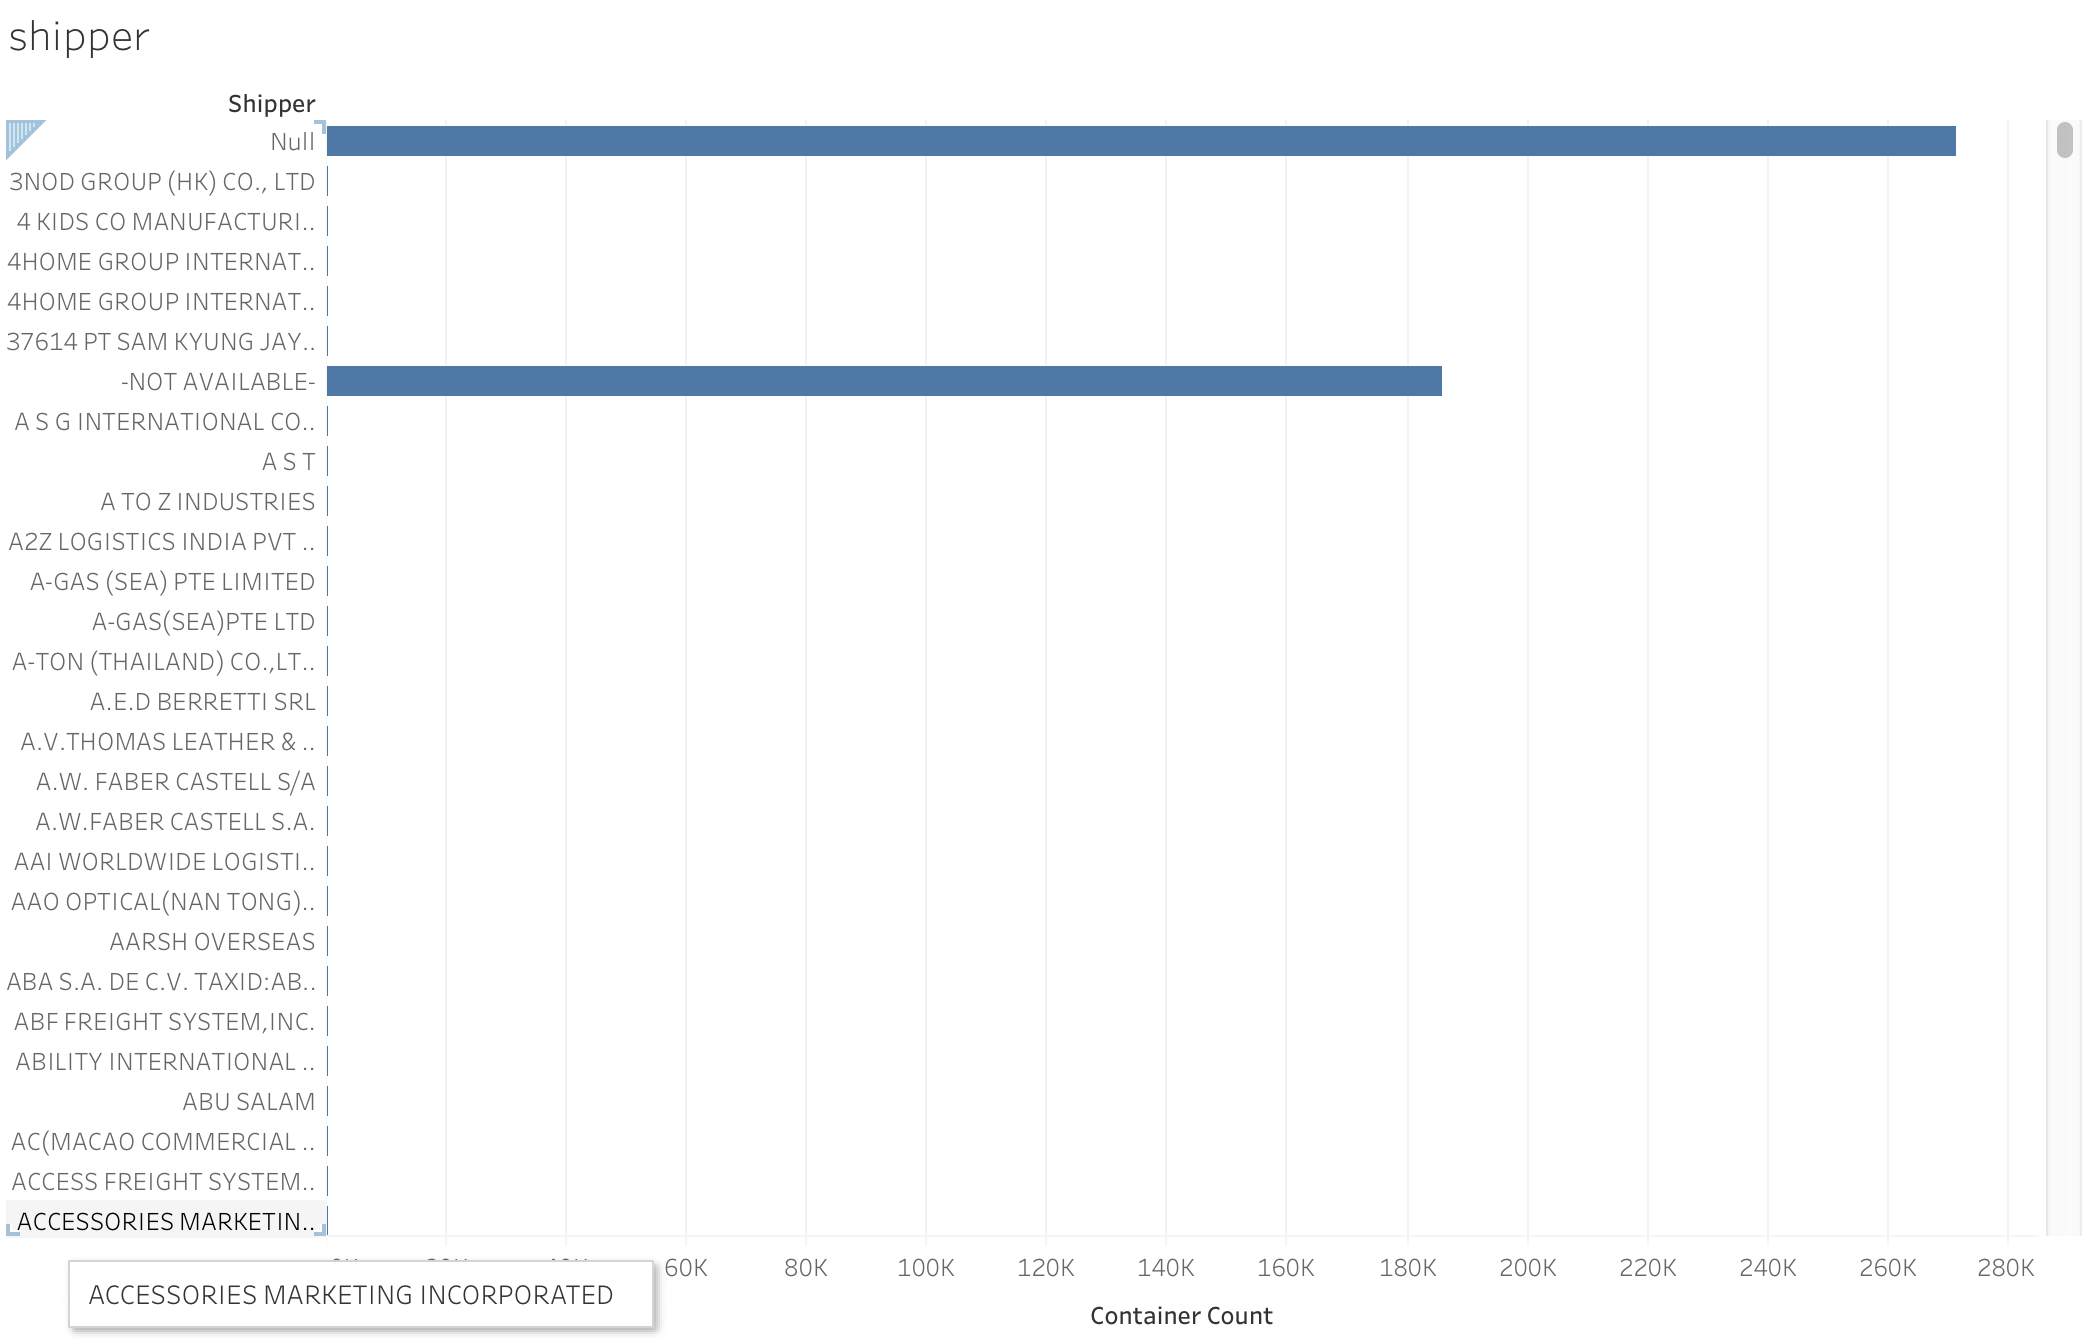 shipper
Shipper
Null
3NOD GROUP (HK) CO., LTD
4 KIDS CO MANUFACTURI..
4HOME GROUP INTERNAT..
4HOME GROUP INTERNAT..
37614 PT SAM KYUNG JAY..
-NOT AVAILABLE-
A S G INTERNATIONAL CO..
A S T
A TO Z INDUSTRIES
A2Z LOGISTICS INDIA PVT ..
A-GAS (SEA) PTE LIMITED
A-GAS(SEA)PTE LTD
A-TON (THAILAND) CO.,LT..
A.E.D BERRETTI SRL
A.V.THOMAS LEATHER & ..
A.W. FABER CASTELL S/A
A.W.FABER CASTELL S.A.
AAI WORLDWIDE LOGISTI..
AAO OPTICAL(NAN TONG)..
AARSH OVERSEAS
ABA S.A. DE C.V. TAXID:AB..
ABF FREIGHT SYSTEM,INC.
ABILITY INTERNATIONAL ..
ABU SALAM
AC(MACAO COMMERCIAL ..
ACCESS FREIGHT SYSTEM..
ACCESSORIES MARKETIN..
60K 80K 100K 120K 140K 160K 180K 200K 220K 240K 260K 280K
ACCESSORIES MARKETING INCORPORATED
Container Count